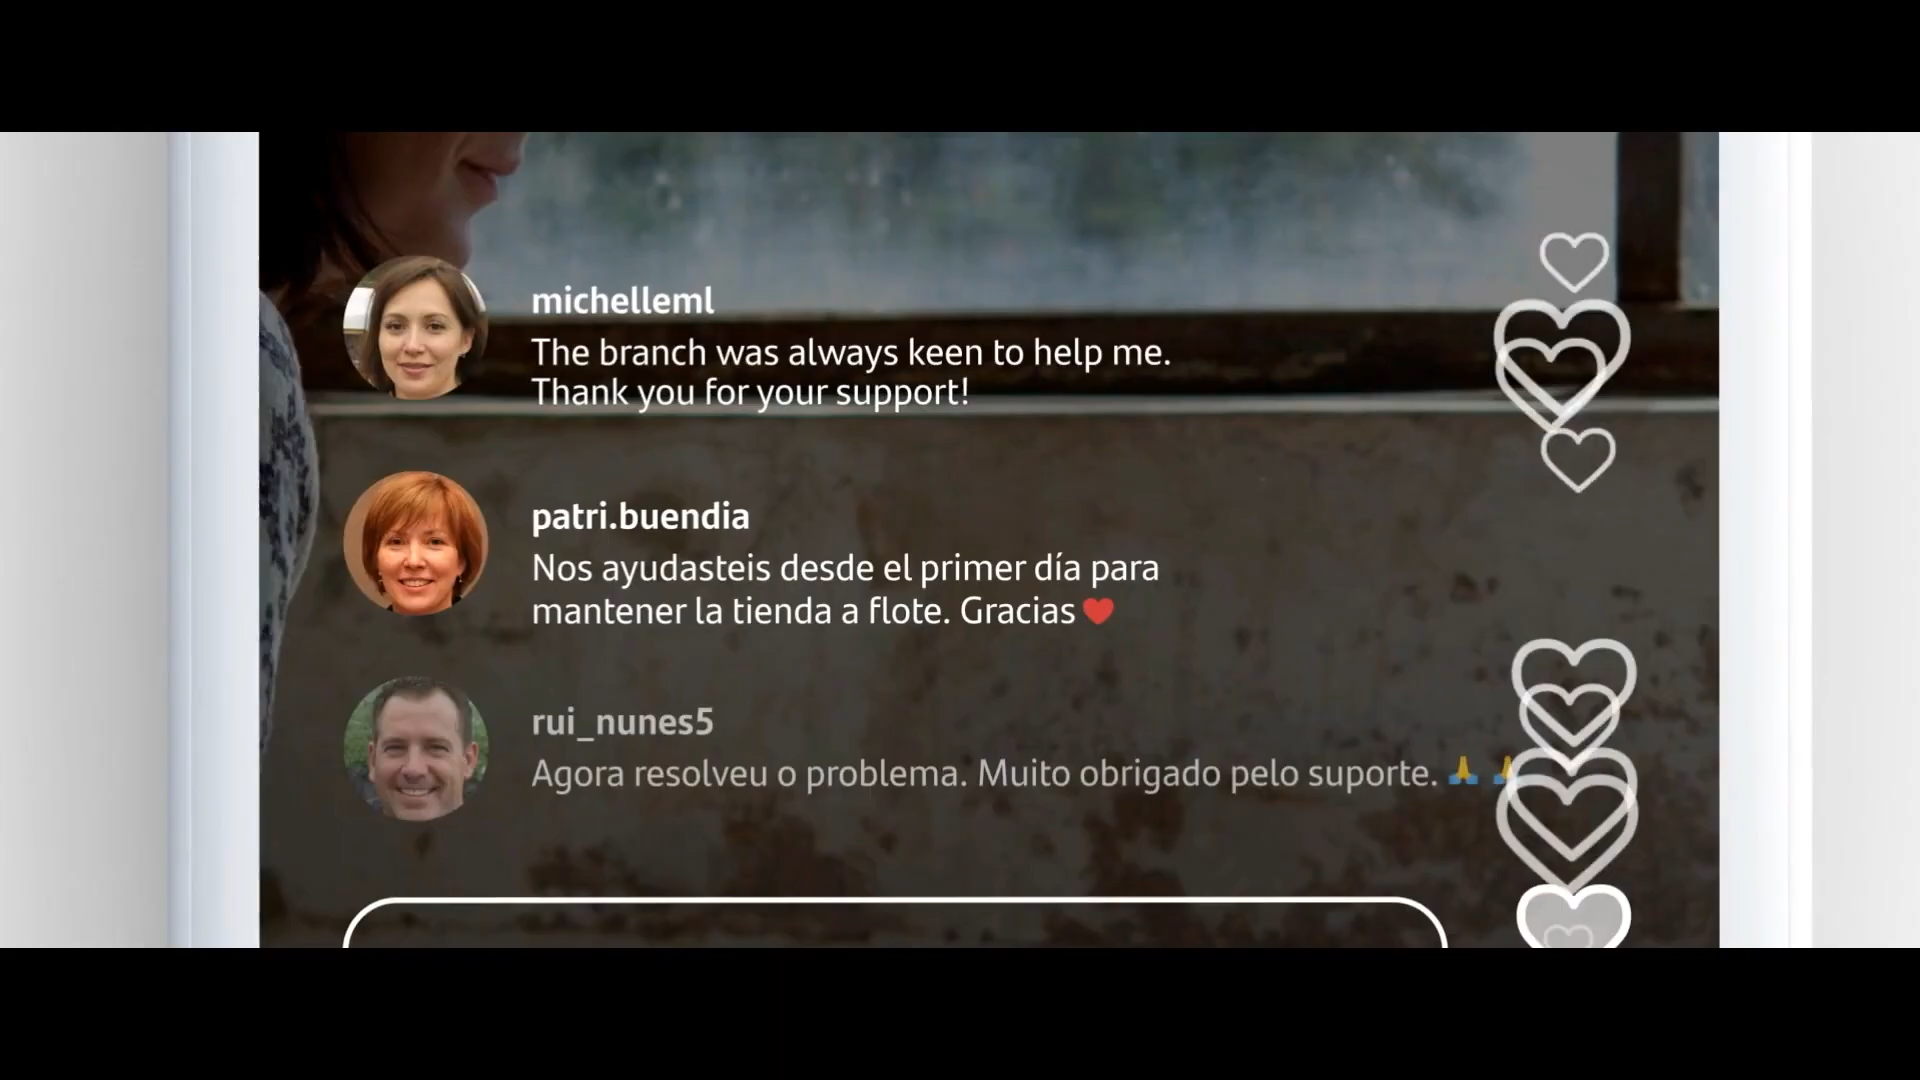 michelleml
The branch was always keen to help me.
Thank you for your support!
patri.buendia
Nos ayudasteis desde el primer día para
mantener la tienda a flote. Gracias ❤️
rui_nunes5
Agora resolveu o problema. Muito obrigado pelo suporte. 🙏 🙏